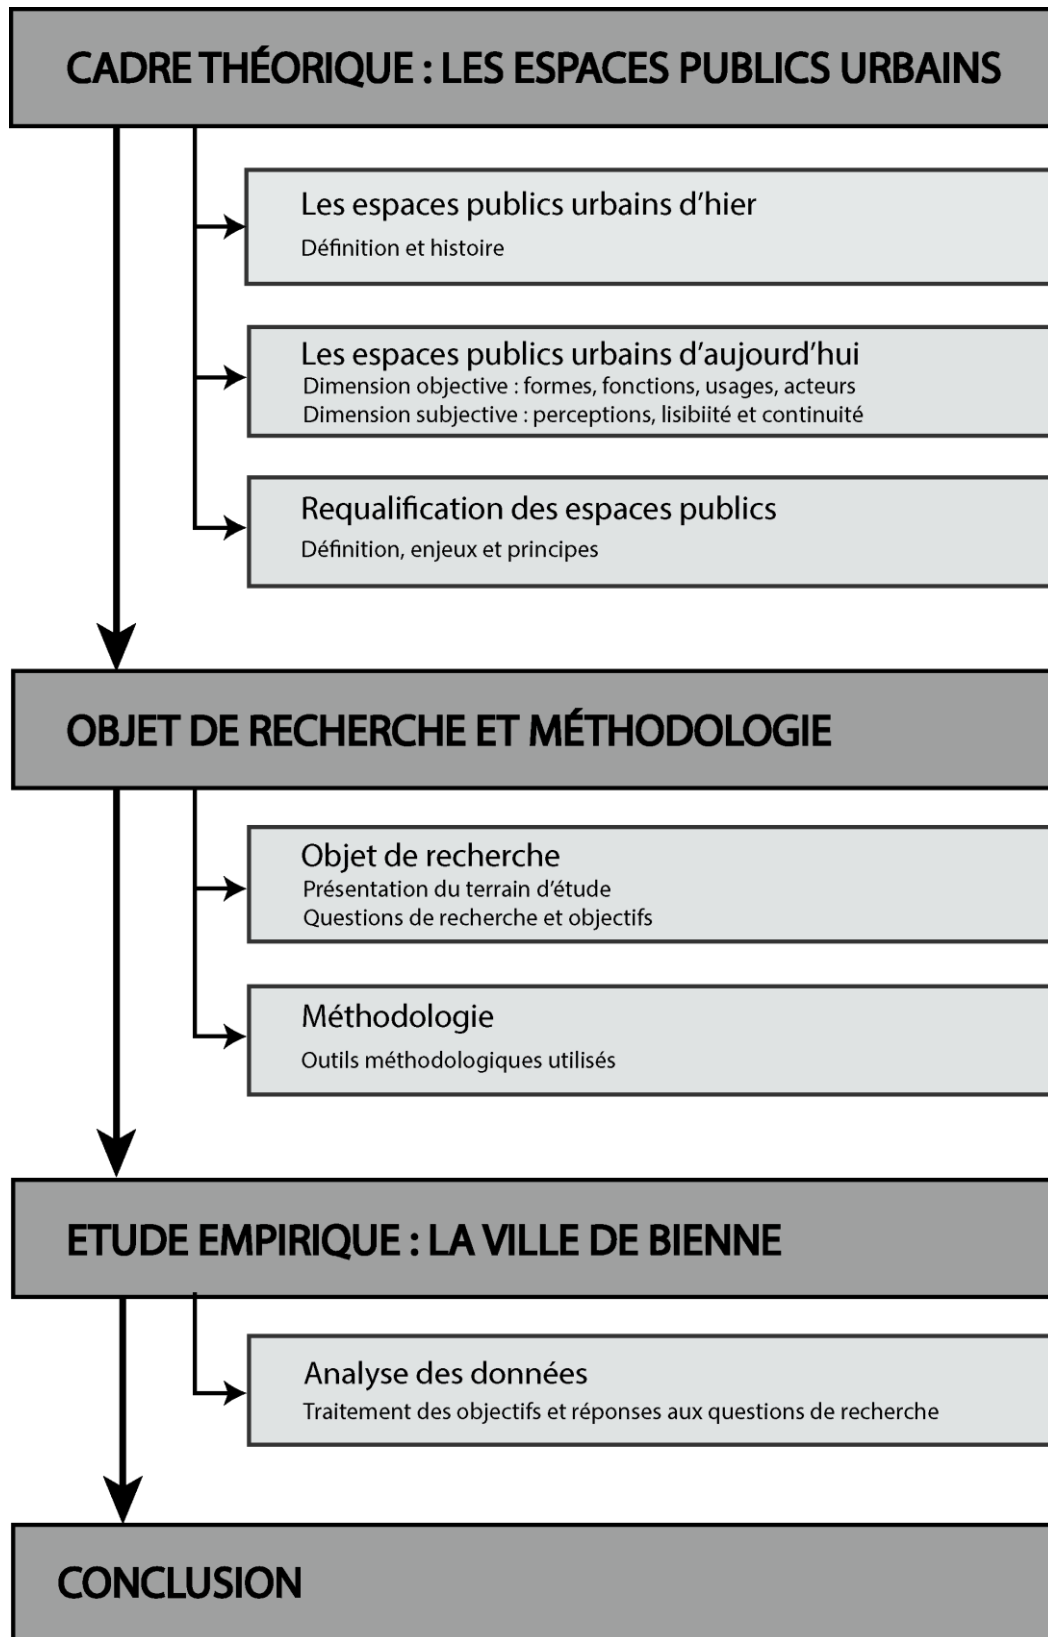 CADRE THÉORIQUE : LES ESPACES PUBLICS URBAINS
Les espaces publics urbains d'hier
Définition et histoire
Les espaces publics urbains d'aujourd'hui
Dimension objective : formes, fonctions, usages, acteurs
Dimension subjective : perceptions, lisibiité et continuité
Requalification des espaces publics
Définition, enjeux et principes
OBJET DE RECHERCHE ET MÉTHODOLOGIE
Objet de recherche
Présentation du terrain d'étude
Questions de recherche et objectifs
Méthodologie
Outils méthodologiques utilisés
ETUDE EMPIRIQUE : LA VILLE DE BIENNE
Analyse des données
Traitement des objectifs et réponses aux questions de recherche
CONCLUSION